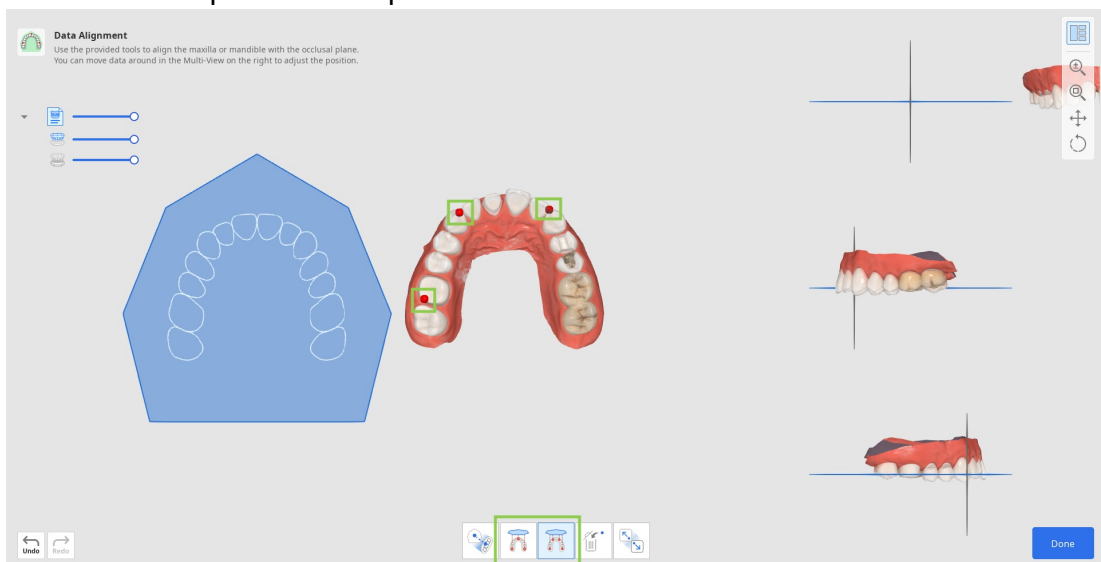 Data Alignment
Use the provided tools to align the maxilla or mandible with the occlusal plane.
You can move data around in the Multi-View on the right to adjust the position.
Undo
Redo
Done